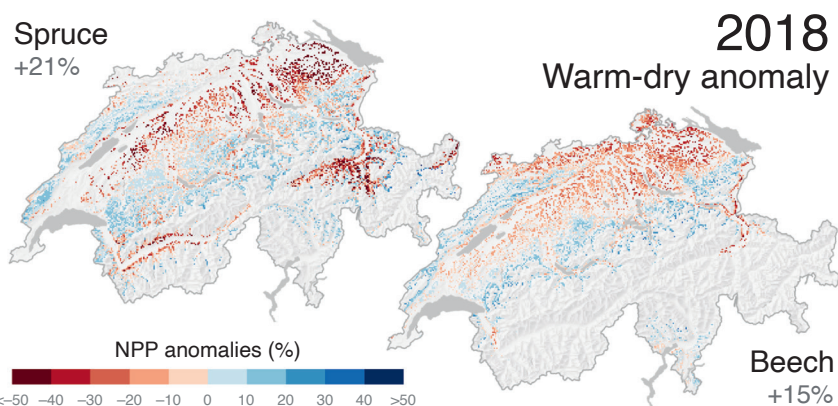 Spruce
+21%
2018
Warm-dry anomaly
NPP anomalies (%)
<–50 –40 –30 –20 –10 0 10 20 30 40 >50
Beech
+15%